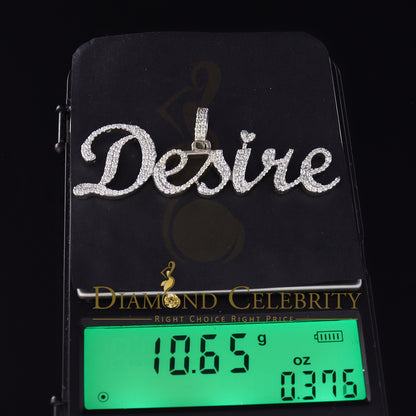 Desire
DIAMOND CELEBRITY
RIGHT CHOICE RIGHT PRICE
10.65 g
oz
0.376